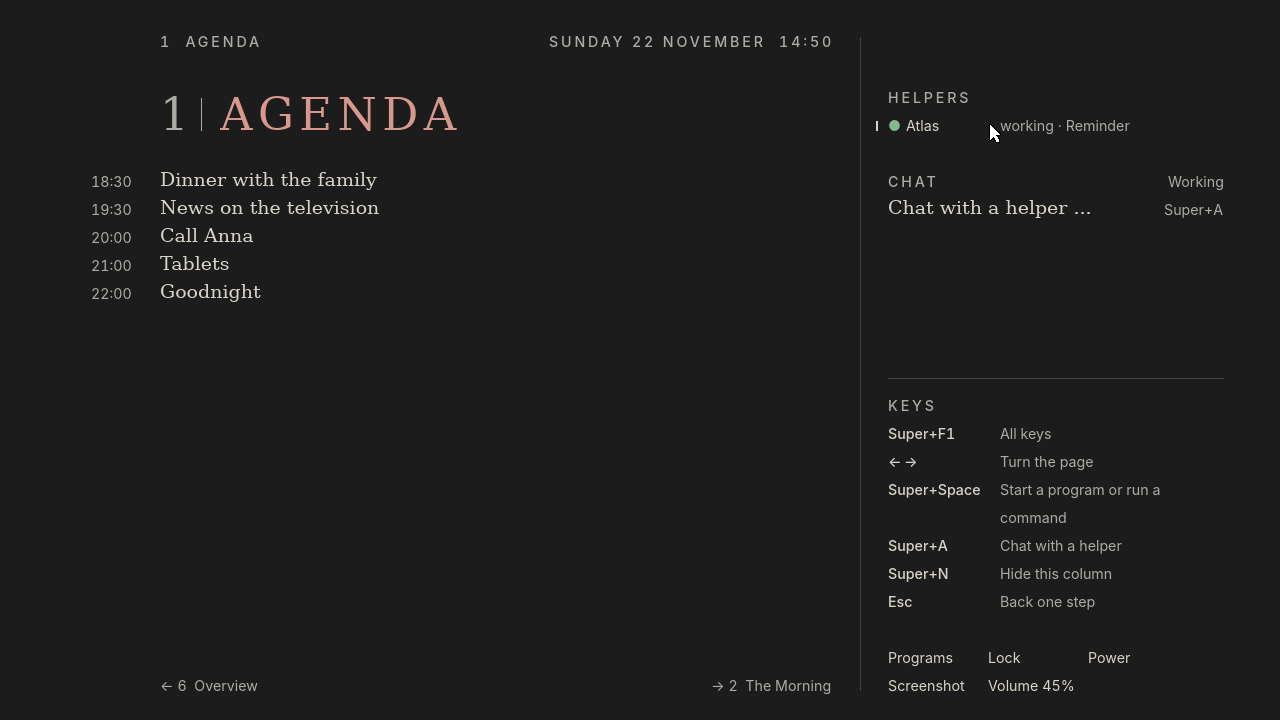 1 AGENDA
SUNDAY 22 NOVEMBER 14:50
1 AGENDA
18:30 Dinner with the family
19:30 News on the television
20:00 Call Anna
21:00 Tablets
22:00 Goodnight
← 6 Overview
→ 2 The Morning
HELPERS
Atlas working · Reminder
CHAT Working
Chat with a helper ... Super+A
KEYS
Super+F1 All keys
← → Turn the page
Super+Space Start a program or run a
command
Super+A Chat with a helper
Super+N Hide this column
Esc Back one step
Programs Lock Power
Screenshot Volume 45%